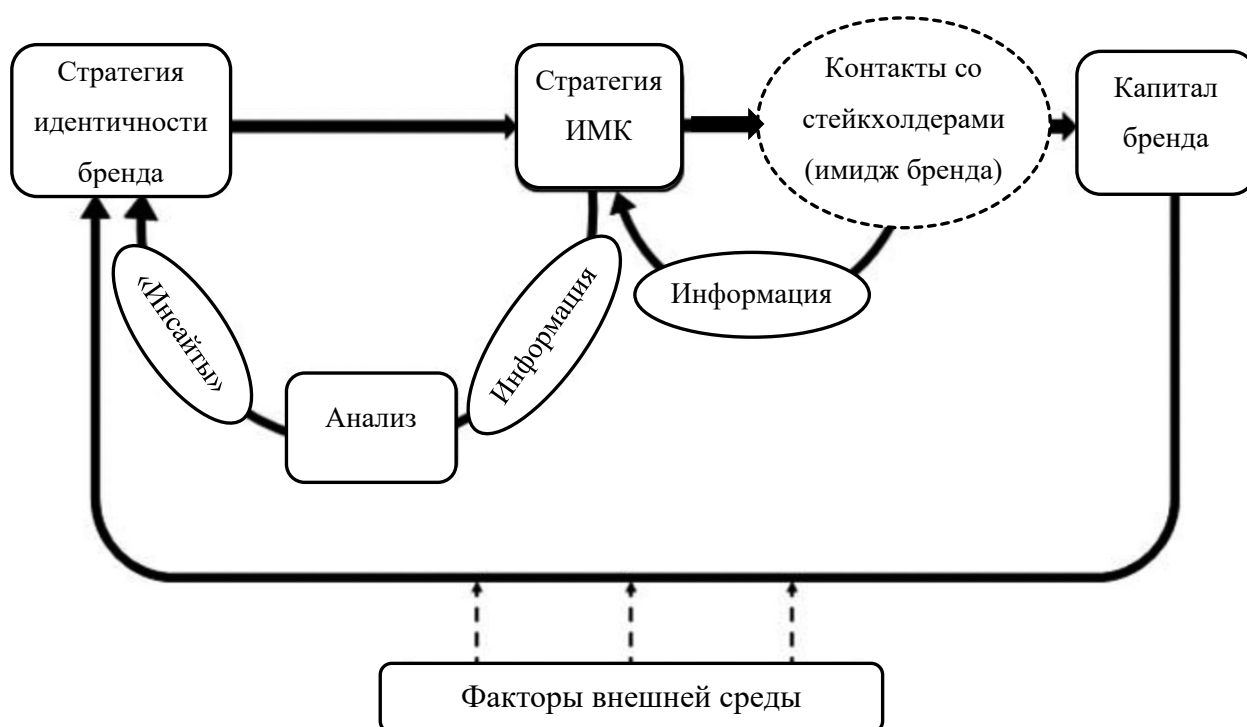 Стратегия
идентичности
бренда
Стратегия
ИМК
Контакты со
стейкхолдерами
(имидж бренда)
Капитал
бренда
«Инсайты»
Анализ
Информация
Информация
Факторы внешней среды